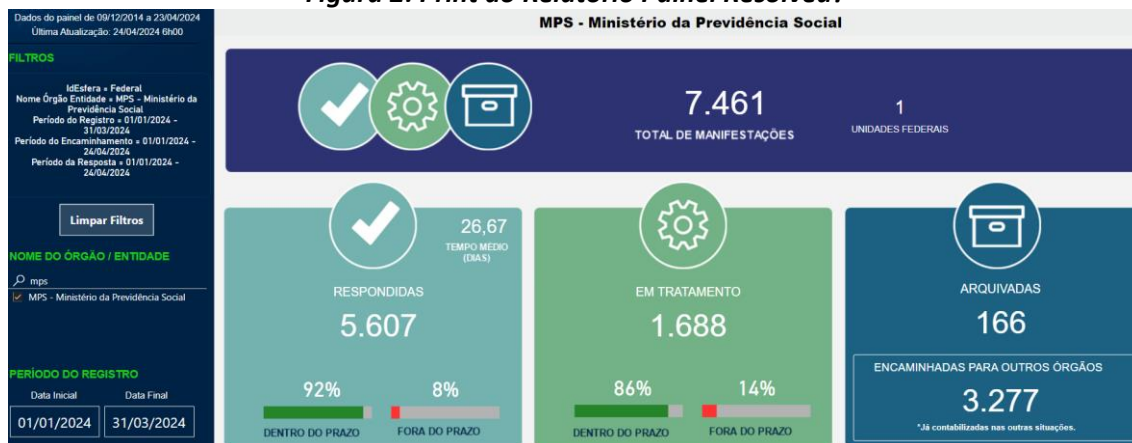 Figura 2: Print do Relatório Painel Resolveu?
Dados do painel de 09/12/2014 a 23/04/2024
Última Atualização: 24/04/2024 6h00
FILTROS
IdEsfera = Federal
Nome Órgão Entidade = MPS - Ministério da
Previdência Social
Período do Registro = 01/01/2024 -
31/03/2024
Período do Encaminhamento = 01/01/2024 -
24/04/2024
Período da Resposta = 01/01/2024 -
24/04/2024
Limpar Filtros
NOME DO ÓRGÃO / ENTIDADE
mps
MPS - Ministério da Previdência Social
PERÍODO DO REGISTRO
Data Inicial Data Final
01/01/2024 31/03/2024
MPS - Ministério da Previdência Social
7.461
TOTAL DE MANIFESTAÇÕES
1
UNIDADES FEDERAIS
26,67
TEMPO MÉDIO
(DIAS)
RESPONDIDAS
5.607
92% 8%
DENTRO DO PRAZO FORA DO PRAZO
EM TRATAMENTO
1.688
86% 14%
DENTRO DO PRAZO FORA DO PRAZO
ARQUIVADAS
166
ENCAMINHADAS PARA OUTROS ÓRGÃOS
3.277
*Já contabilizadas nas outras situações.